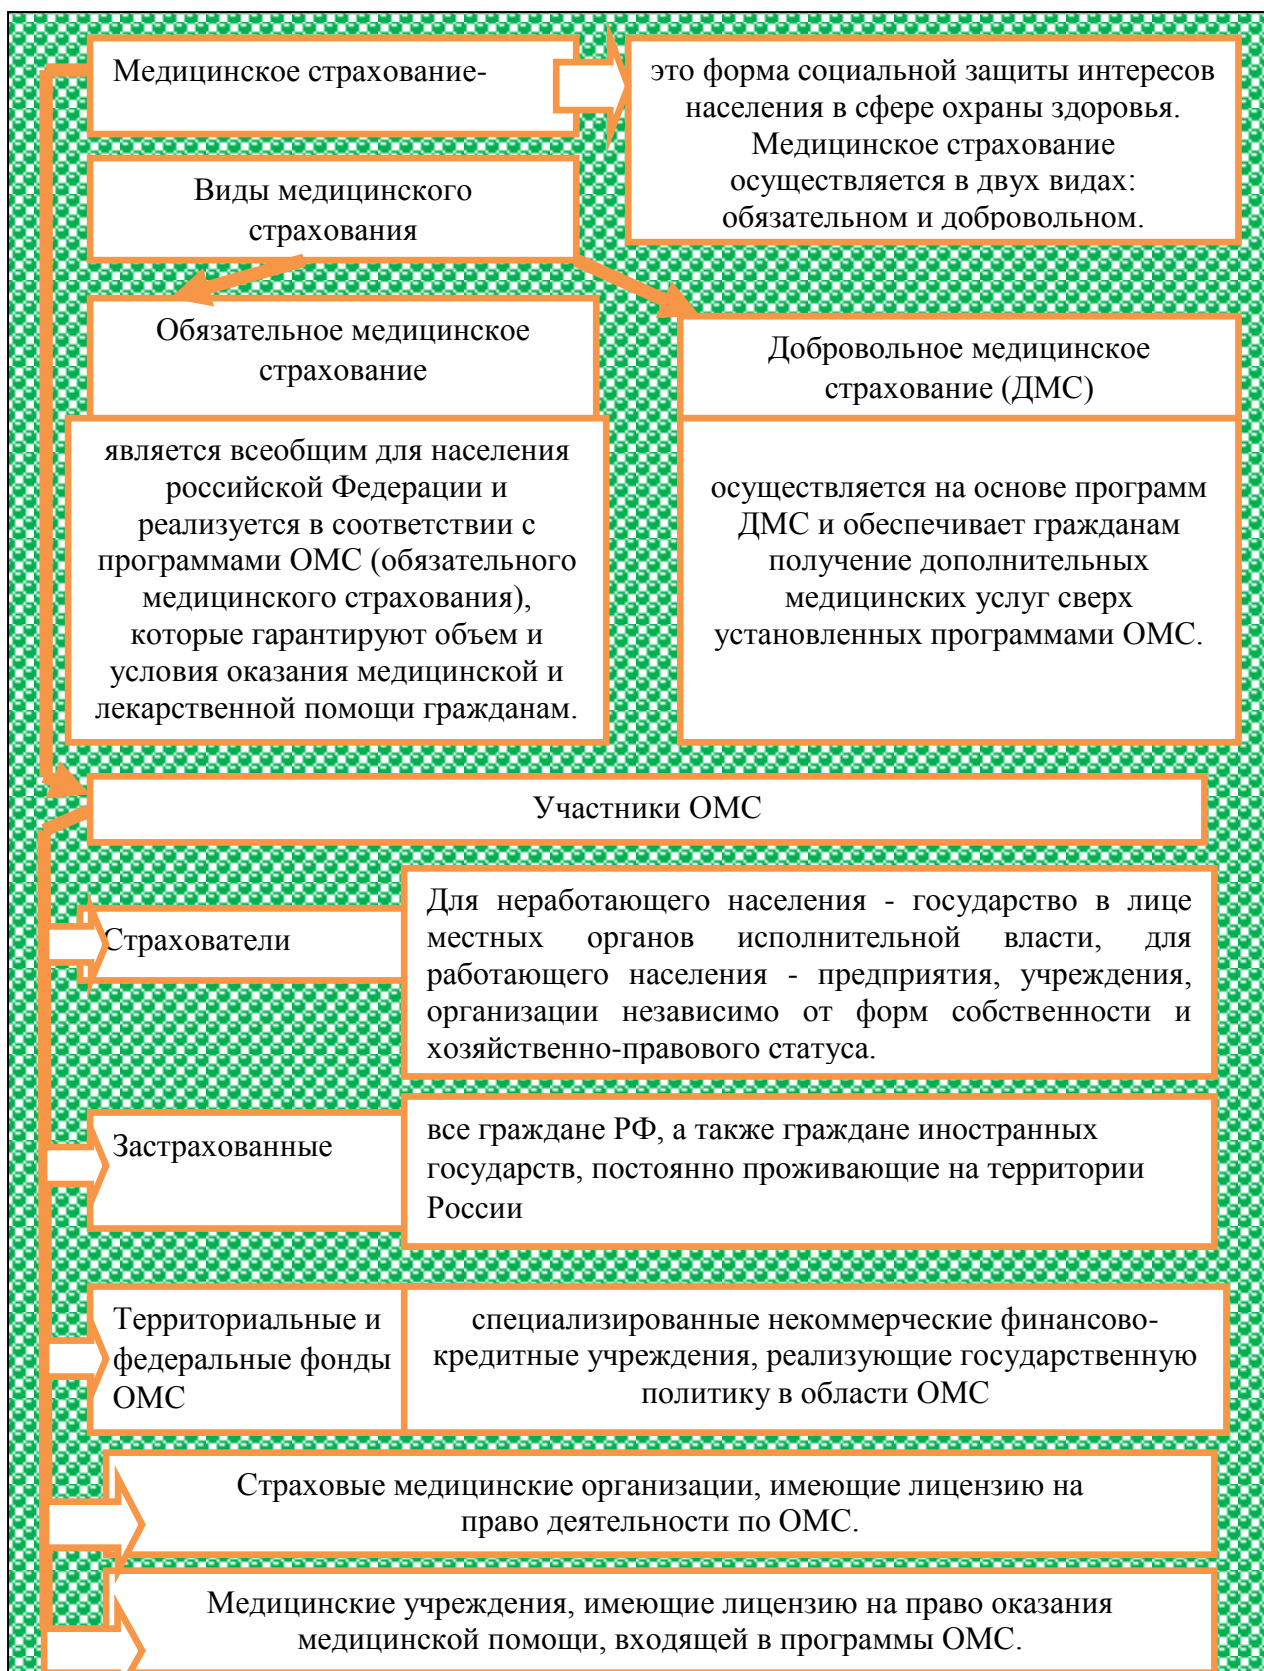 Медицинское страхование-
это форма социальной защиты интересов
населения в сфере охраны здоровья.
Медицинское страхование
осуществляется в двух видах:
обязательном и добровольном.
Виды медицинского
страхования
Обязательное медицинское
страхование
является всеобщим для населения
российской Федерации и
реализуется в соответствии с
программами ОМС (обязательного
медицинского страхования),
которые гарантируют объем и
условия оказания медицинской и
лекарственной помощи гражданам.
Добровольное медицинское
страхование (ДМС)
осуществляется на основе программ
ДМС и обеспечивает гражданам
получение дополнительных
медицинских услуг сверх
установленных программами ОМС.
Участники ОМС
Страхователи
Для неработающего населения - государство в лице
местных органов исполнительной власти, для
работающего населения - предприятия, учреждения,
организации независимо от форм собственности и
хозяйственно-правового статуса.
Застрахованные
все граждане РФ, а также граждане иностранных
государств, постоянно проживающие на территории
России
Территориальные и
федеральные фонды
ОМС
специализированные некоммерческие финансово-
кредитные учреждения, реализующие государственную
политику в области ОМС
Страховые медицинские организации, имеющие лицензию на
право деятельности по ОМС.
Медицинские учреждения, имеющие лицензию на право оказания
медицинской помощи, входящей в программы ОМС.